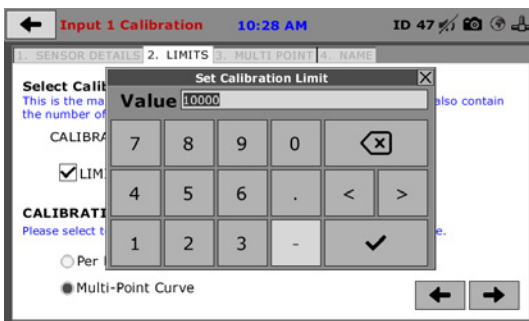 Input 1 Calibration 10:28 AM ID 47
1. SENSOR DETAILS 2. LIMITS 3. MULTI POINT 4. NAME
Set Calibration Limit
Select Calib
Value 10000
This is the ma also contain
the number of
CALIBRA
7 8 9 0
LIM
4 5 6 . < >
CALIBRATI
Please select t e.
1 2 3 -
Per
Multi-Point Curve